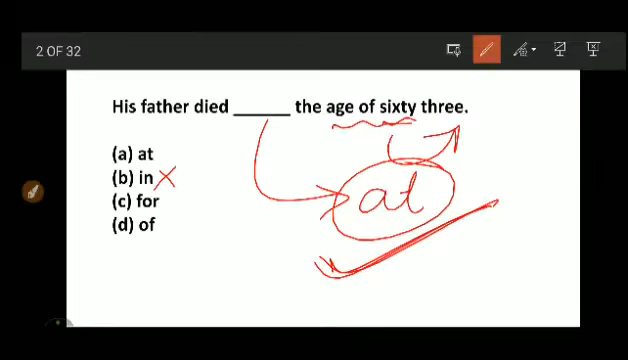 2 OF 32
His father died ______ the age of sixty three.
(a) at
(b) in
(c) for
(d) of
at